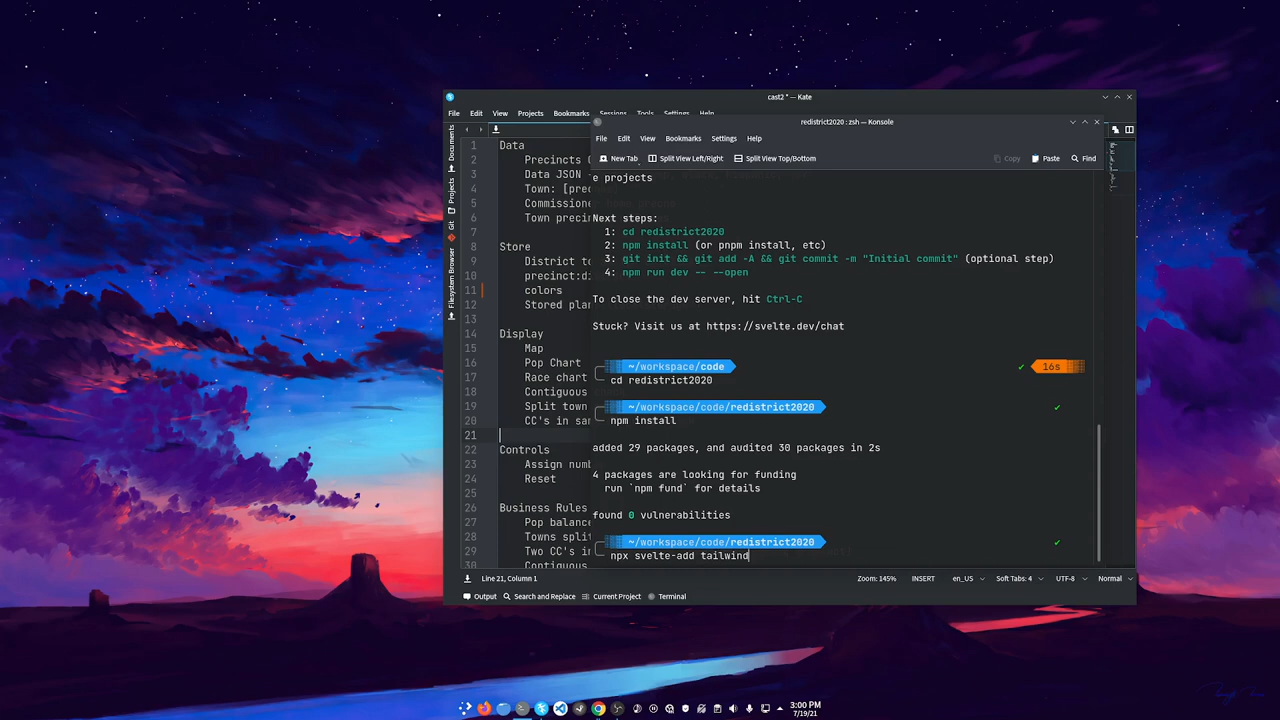 cast2 * — Kate
File Edit View Projects Bookmarks Sessions Tools Settings Help
Documents
Projects
Git
Filesystem Browser
1 Data
2 Precincts
3 Data JSON
4 Town:
5 Commissione
6 Town precin
7
8 Store
9 District to
10 precinct:di
11 colors
12 Stored pla
13
14 Display
15 Map
16 Pop Chart
17 Race chart
18 Contiguous
19 Split town
20 CC's in sa
21
22 Controls
23 Assign num
24 Reset
25
26 Business Rules
27 Pop balance
28 Towns split
29 Two CC's in
30 Contiguous
redistrict2020 : zsh — Konsole
File Edit View Bookmarks Settings Help
New Tab Split View Left/Right Split View Top/Bottom Copy Paste Find
e projects
Next steps:
1: cd redistrict2020
2: npm install (or pnpm install, etc)
3: git init && git add -A && git commit -m "Initial commit" (optional step)
4: npm run dev -- --open
To close the dev server, hit Ctrl-C
Stuck? Visit us at https://svelte.dev/chat
~/workspace/code ✔ 16s
cd redistrict2020
~/workspace/code/redistrict2020 ✔
npm install
added 29 packages, and audited 30 packages in 2s
4 packages are looking for funding
run `npm fund` for details
found 0 vulnerabilities
~/workspace/code/redistrict2020 ✔
npx svelte-add tailwind
Line 21, Column 1 Zoom: 145% INSERT en_US Soft Tabs: 4 UTF-8 Normal
Output Search and Replace Current Project Terminal
3:00 PM
7/19/21